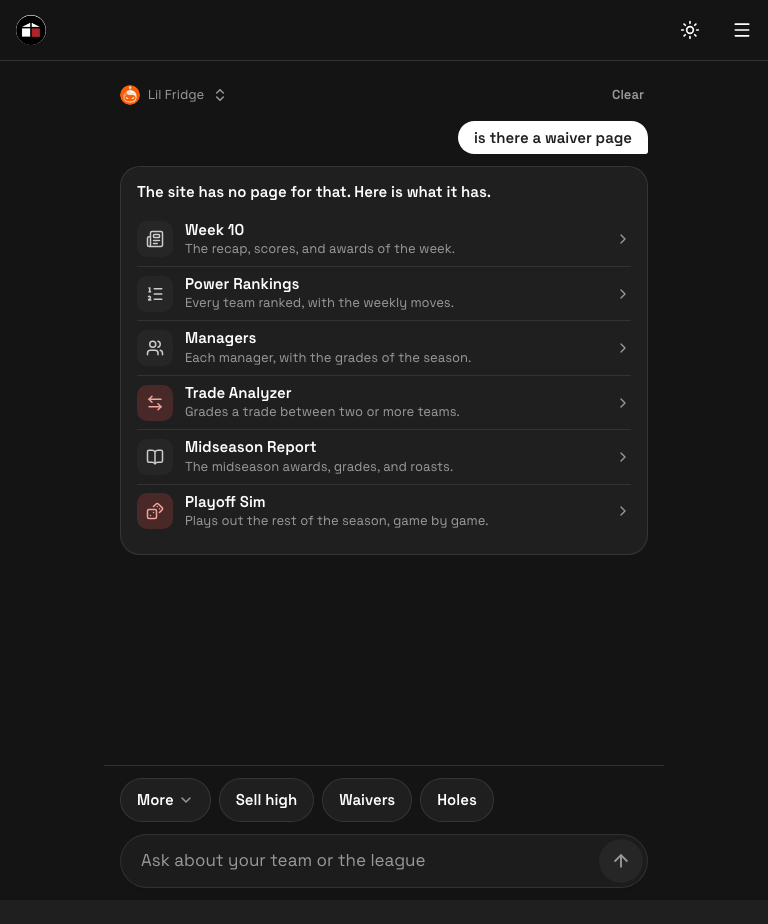 Lil Fridge
Clear
is there a waiver page
The site has no page for that. Here is what it has.
Week 10
The recap, scores, and awards of the week.
Power Rankings
Every team ranked, with the weekly moves.
Managers
Each manager, with the grades of the season.
Trade Analyzer
Grades a trade between two or more teams.
Midseason Report
The midseason awards, grades, and roasts.
Playoff Sim
Plays out the rest of the season, game by game.
More
Sell high
Waivers
Holes
Ask about your team or the league